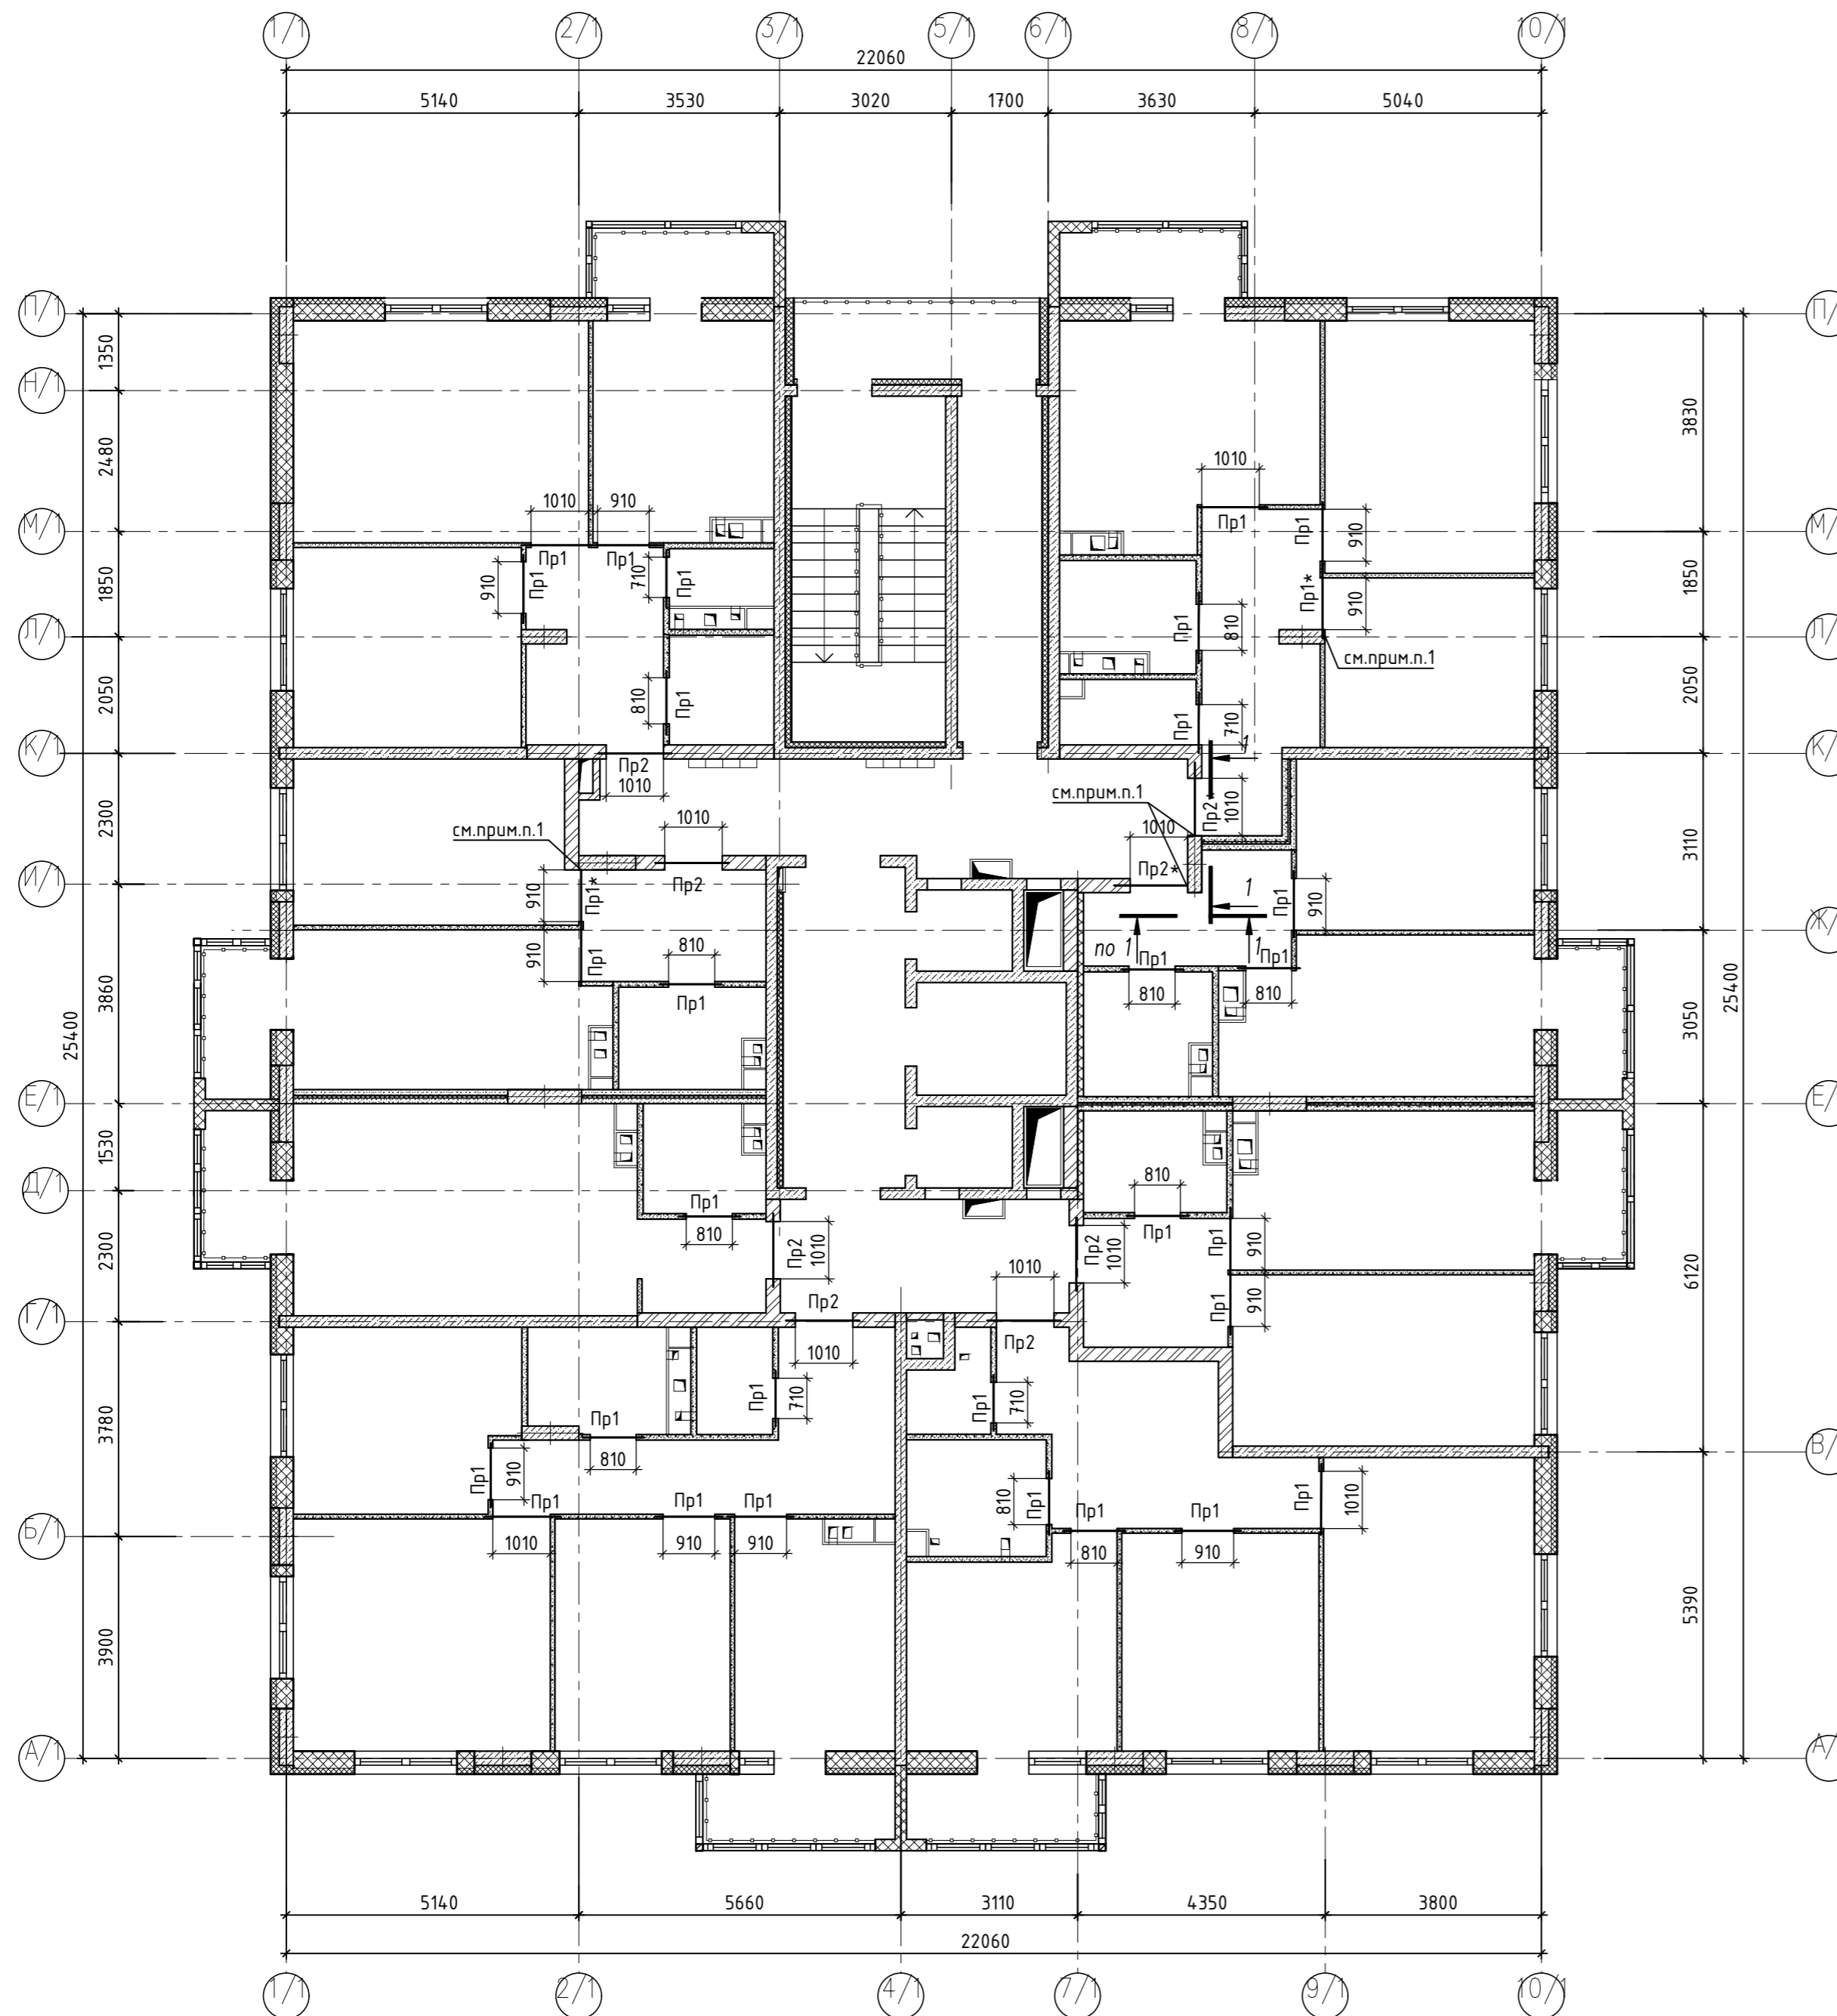 1/1 2/1 3/1 5/1 6/1 8/1 10/1
22060
5140 3530 3020 1700 3630 5040
П/1 П/
1350
Н/1
2480 3830
1010
М/1 М/
1010 910 Пр1 Пр1 910
Пр1 Пр1
910 Пр1 710 Пр1 Пр1* 910
1850 1850
Пр1 810
Л/1 Л/
см.прим.п.1
2050 810 Пр1 Пр1 710 2050
К/1 К/
1
Пр2
1010 Пр2* 1010
см.прим.п.1
2300 1010 1010 3110
см.прим.п.1
Пр2 Пр2*
И/1
910 Пр1* 1 Пр1 910
Ж/
910 Пр1 810 по 1 1
Пр1 Пр1
Пр1 810 810
3860 3050
25400 25400
Е/1 Е/
1530
810
Д/1
Пр1 Пр1 Пр1 910
810 Пр2 1010 Пр2 1010
2300 1010 6120
Пр2 Пр1 910
Г/1
Пр2
1010
Пр1 710 Пр1 710
3780
Пр1
810 В/
Пр1 910 810 Пр1 Пр1 1010
Пр1 Пр1 Пр1 Пр1 Пр1
Б/1
1010 910 910 810 910
3900 5390
А/1 А/
5140 5660 3110 4350 3800
22060
1/1 2/1 4/1 7/1 9/1 10/1